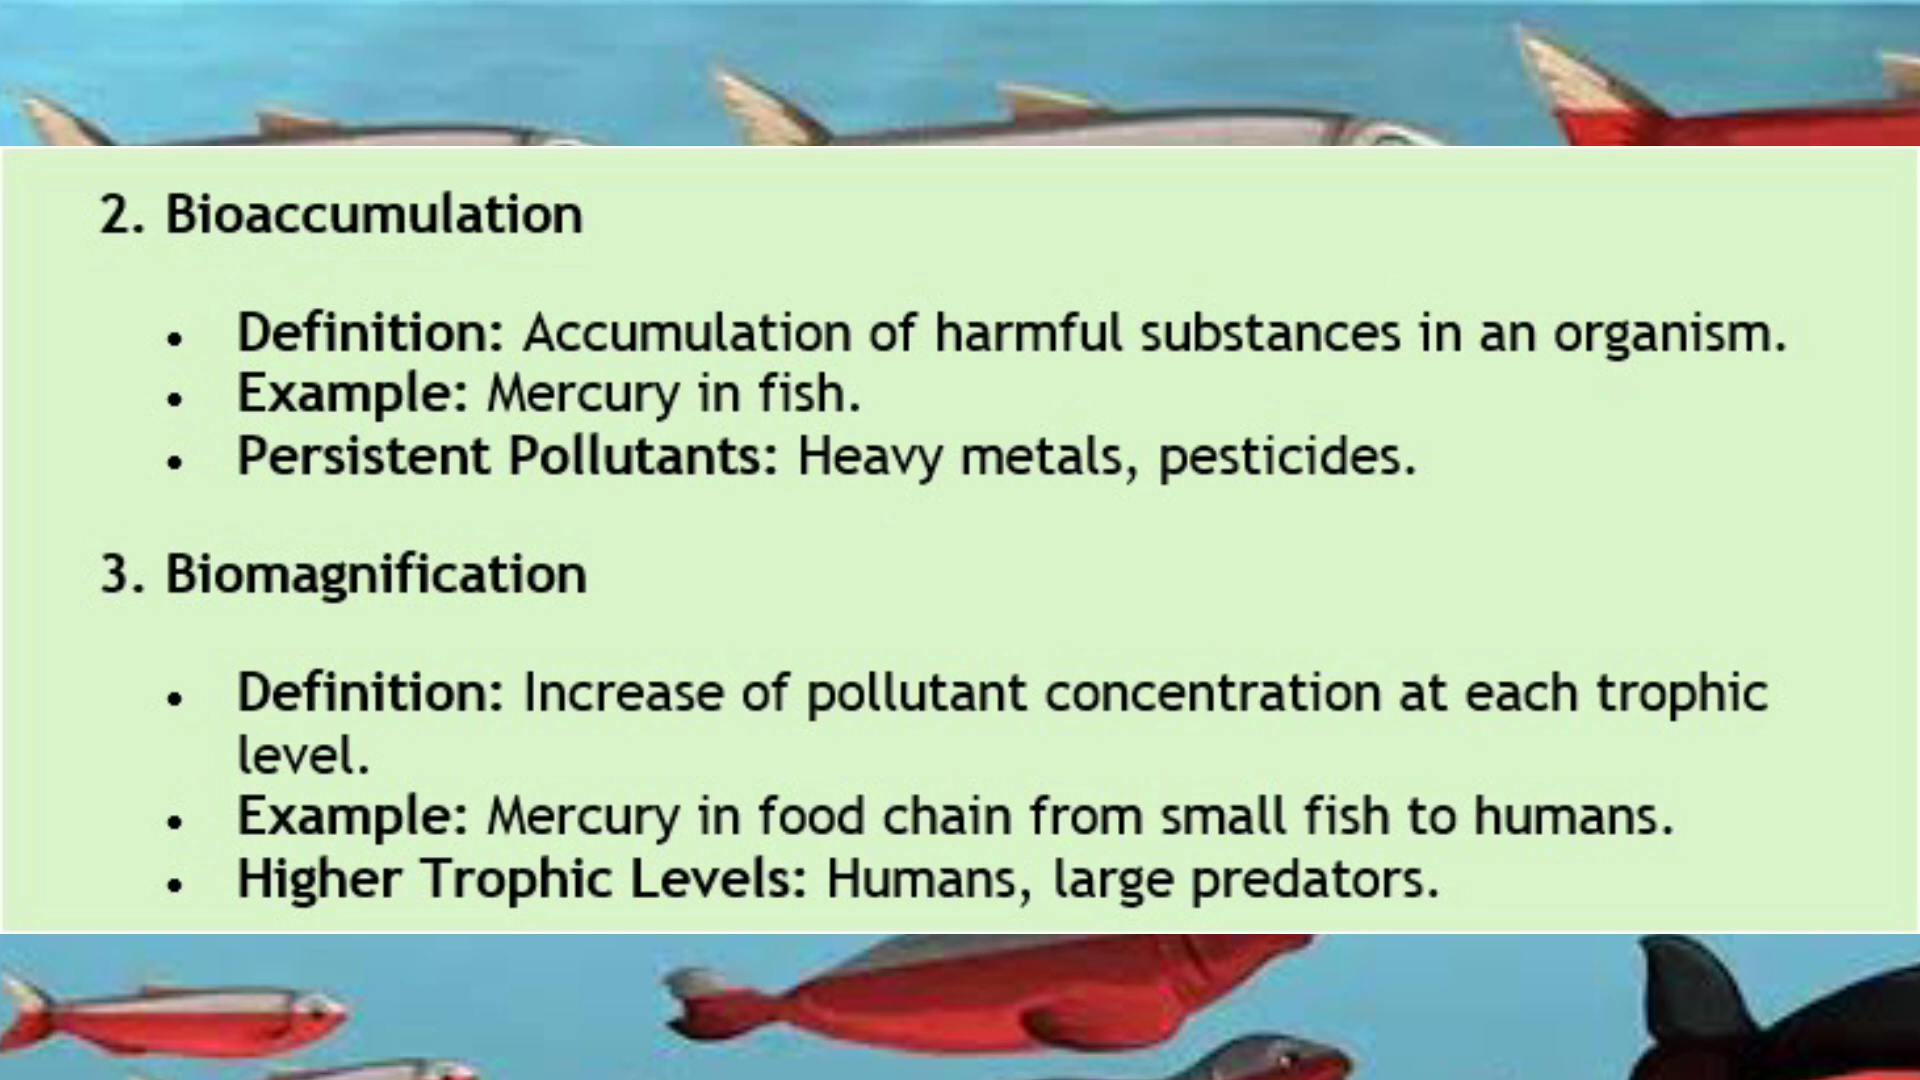 2. Bioaccumulation
• Definition: Accumulation of harmful substances in an organism.
• Example: Mercury in fish.
• Persistent Pollutants: Heavy metals, pesticides.
3. Biomagnification
• Definition: Increase of pollutant concentration at each trophic
level.
• Example: Mercury in food chain from small fish to humans.
• Higher Trophic Levels: Humans, large predators.